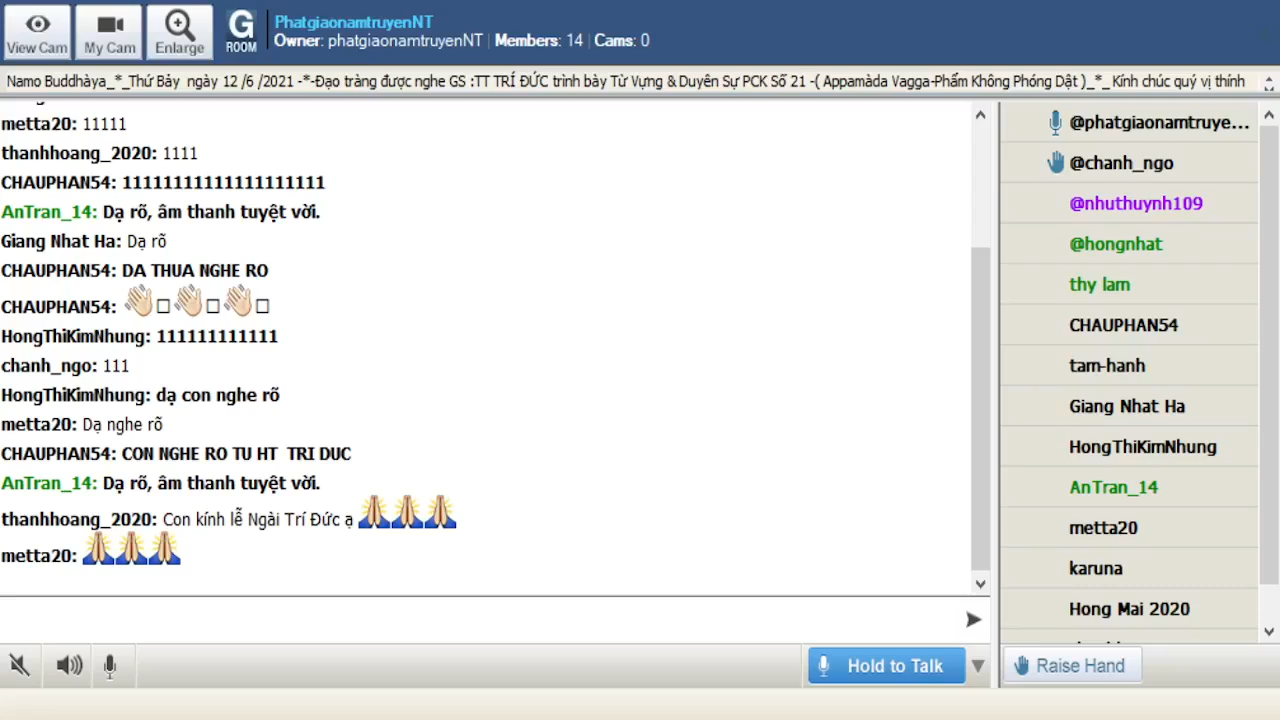 View Cam
My Cam
Enlarge
G
ROOM
PhatgiaonamtruyenNT
Owner: phatgiaonamtruyenNT | Members: 14 | Cams: 0
Namo Buddhàya_*_Thứ Bảy ngày 12 /6 /2021 -*-Đạo tràng được nghe GS :TT TRÍ ĐỨC trình bày Từ Vựng & Duyên Sự PCK Số 21 -( Appamàda Vagga-Phẩm Không Phóng Dật )_*_ Kính chúc quý vị thính
metta20: 11111
thanhhoang_2020: 1111
CHAUPHAN54: 11111111111111111111
AnTran_14: Dạ rõ, âm thanh tuyệt vời.
Giang Nhat Ha: Dạ rõ
CHAUPHAN54: DA THUA NGHE RO
CHAUPHAN54: 👋🏻□👋🏻□👋🏻□
HongThiKimNhung: 111111111111
chanh_ngo: 111
HongThiKimNhung: dạ con nghe rõ
metta20: Dạ nghe rõ
CHAUPHAN54: CON NGHE RO TU HT TRI DUC
AnTran_14: Dạ rõ, âm thanh tuyệt vời.
thanhhoang_2020: Con kính lễ Ngài Trí Đức ạ 🙏🙏🙏
metta20: 🙏🙏🙏
@phatgiaonamtruye...
@chanh_ngo
@nhuthuynh109
@hongnhat
thy lam
CHAUPHAN54
tam-hanh
Giang Nhat Ha
HongThiKimNhung
AnTran_14
metta20
karuna
Hong Mai 2020
Hold to Talk
Raise Hand